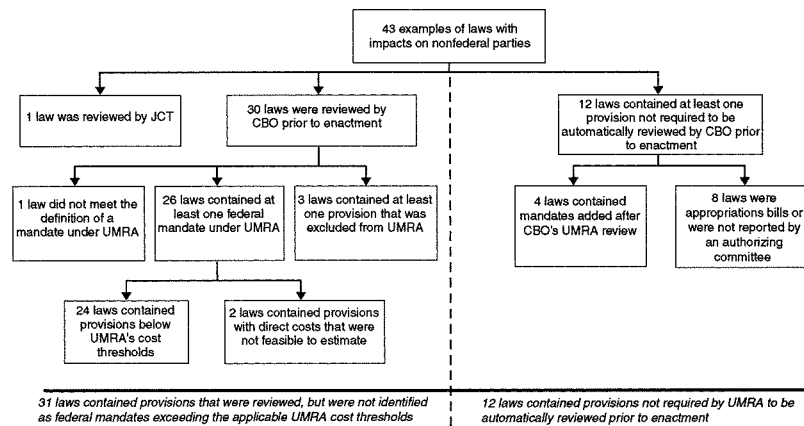 43 examples of laws with
impacts on nonfederal parties
1 law was reviewed by JCT
30 laws were reviewed by
CBO prior to enactment
12 laws contained at least one
provision not required to be
automatically reviewed by CBO prior
to enactment
1 law did not meet the
definition of a
mandate under UMRA
26 laws contained at
least one federal
mandate under UMRA
3 laws contained at least
one provision that was
excluded from UMRA
4 laws contained
mandates added after
CBO's UMRA review
8 laws were
appropriations bills or
were not reported by
an authorizing
committee
24 laws contained
provisions below
UMRA's cost
thresholds
2 laws contained provisions
with direct costs that were
not feasible to estimate
31 laws contained provisions that were reviewed, but were not identified
as federal mandates exceeding the applicable UMRA cost thresholds
12 laws contained provisions not required by UMRA to be
automatically reviewed prior to enactment